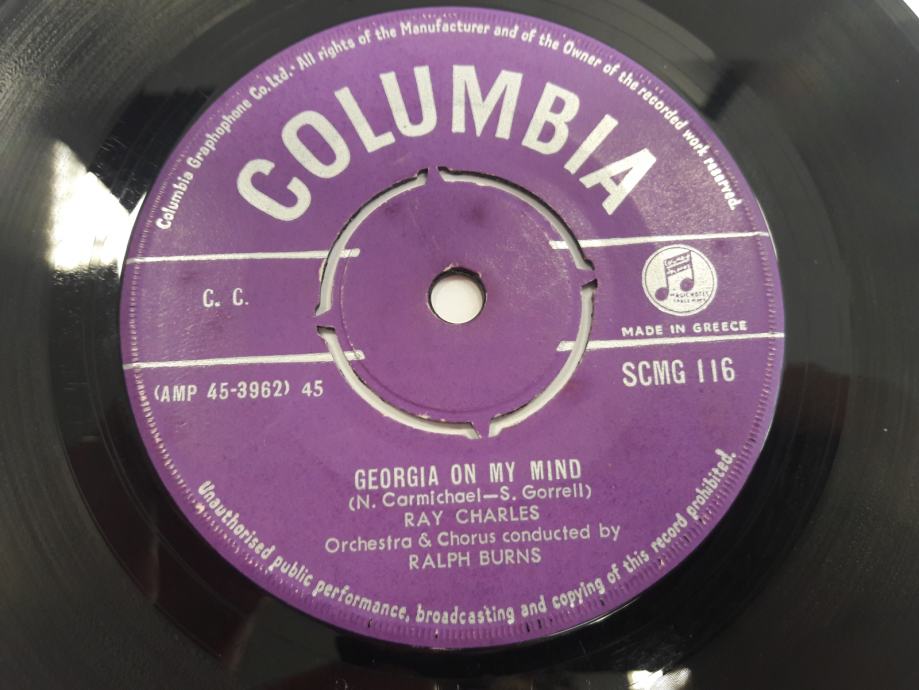 Columbia Graphophone Co. Ltd. · All rights of the Manufacturer and of the Owner of the recorded work reserved.
COLUMBIA
C. C.
MADE IN GREECE
(AMP 45-3962) 45
SCMG 116
GEORGIA ON MY MIND
(N. Carmichael—S. Gorrell)
RAY CHARLES
Orchestra & Chorus conducted by
RALPH BURNS
Unauthorised public performance, broadcasting and copying of this record prohibited.